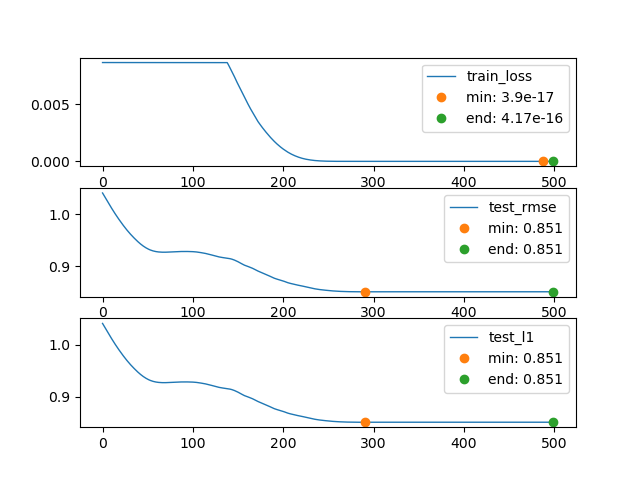 0.005
0.000
train_loss
min: 3.9e-17
end: 4.17e-16
0 100 200 300 400 500
1.0
0.9
test_rmse
min: 0.851
end: 0.851
0 100 200 300 400 500
1.0
0.9
test_l1
min: 0.851
end: 0.851
0 100 200 300 400 500